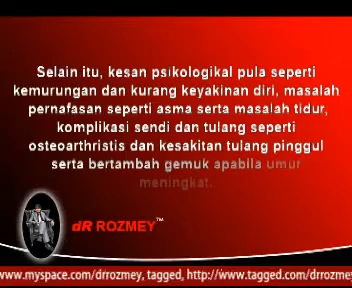 Selain itu, kesan psikologikal pula seperti
kemurungan dan kurang keyakinan diri, masalah
pernafasan seperti asma serta masalah tidur,
komplikasi sendi dan tulang seperti
osteoarthristis dan kesakitan tulang pinggul
serta bertambah gemuk apabila umur
meningkat.
dR ROZMEY™
www.myspace.com/drrozmey, tagged, http://www.tagged.com/drrozmey